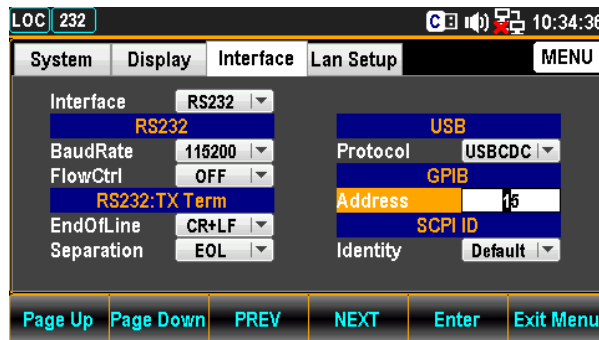 LOC 232 C 10:34:36
System Display Interface Lan Setup MENU
Interface RS232
RS232 USB
BaudRate 115200 Protocol USBCDC
FlowCtrl OFF GPIB
RS232:TX Term Address 15
EndOfLine CR+LF SCPI ID
Separation EOL Identity Default
Page Up Page Down PREV NEXT Enter Exit Menu